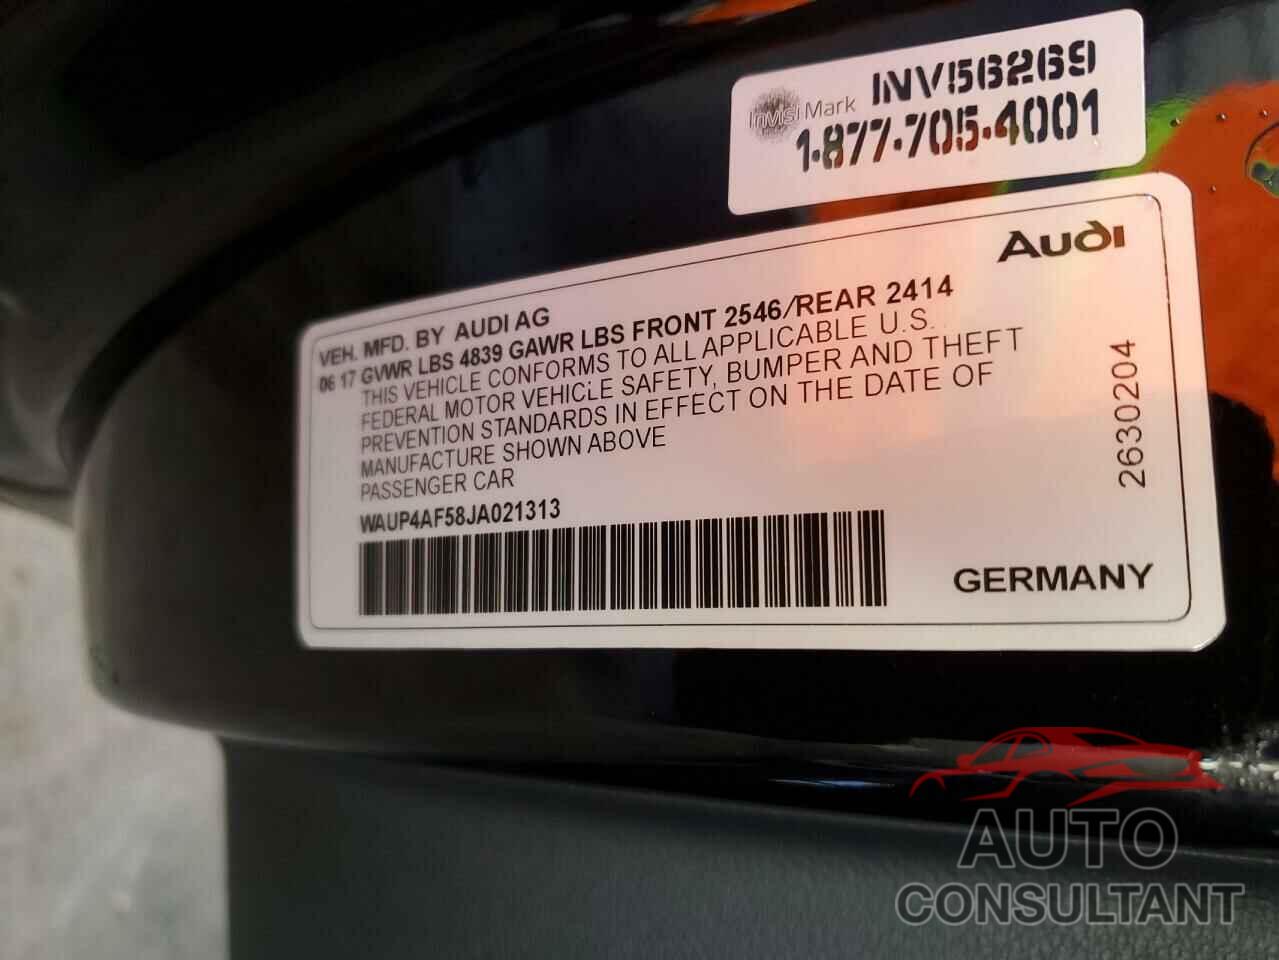 INV56269
InvisiMark
1-877-705-4001
Audi
VEH. MFD. BY AUDI AG
06 17 GVWR LBS 4839 GAWR LBS FRONT 2546/REAR 2414
THIS VEHICLE CONFORMS TO ALL APPLICABLE U.S.
FEDERAL MOTOR VEHICLE SAFETY, BUMPER AND THEFT
PREVENTION STANDARDS IN EFFECT ON THE DATE OF
MANUFACTURE SHOWN ABOVE
PASSENGER CAR
WAUP4AF58JA021313
26302204
GERMANY
AUTO
CONSULTANT